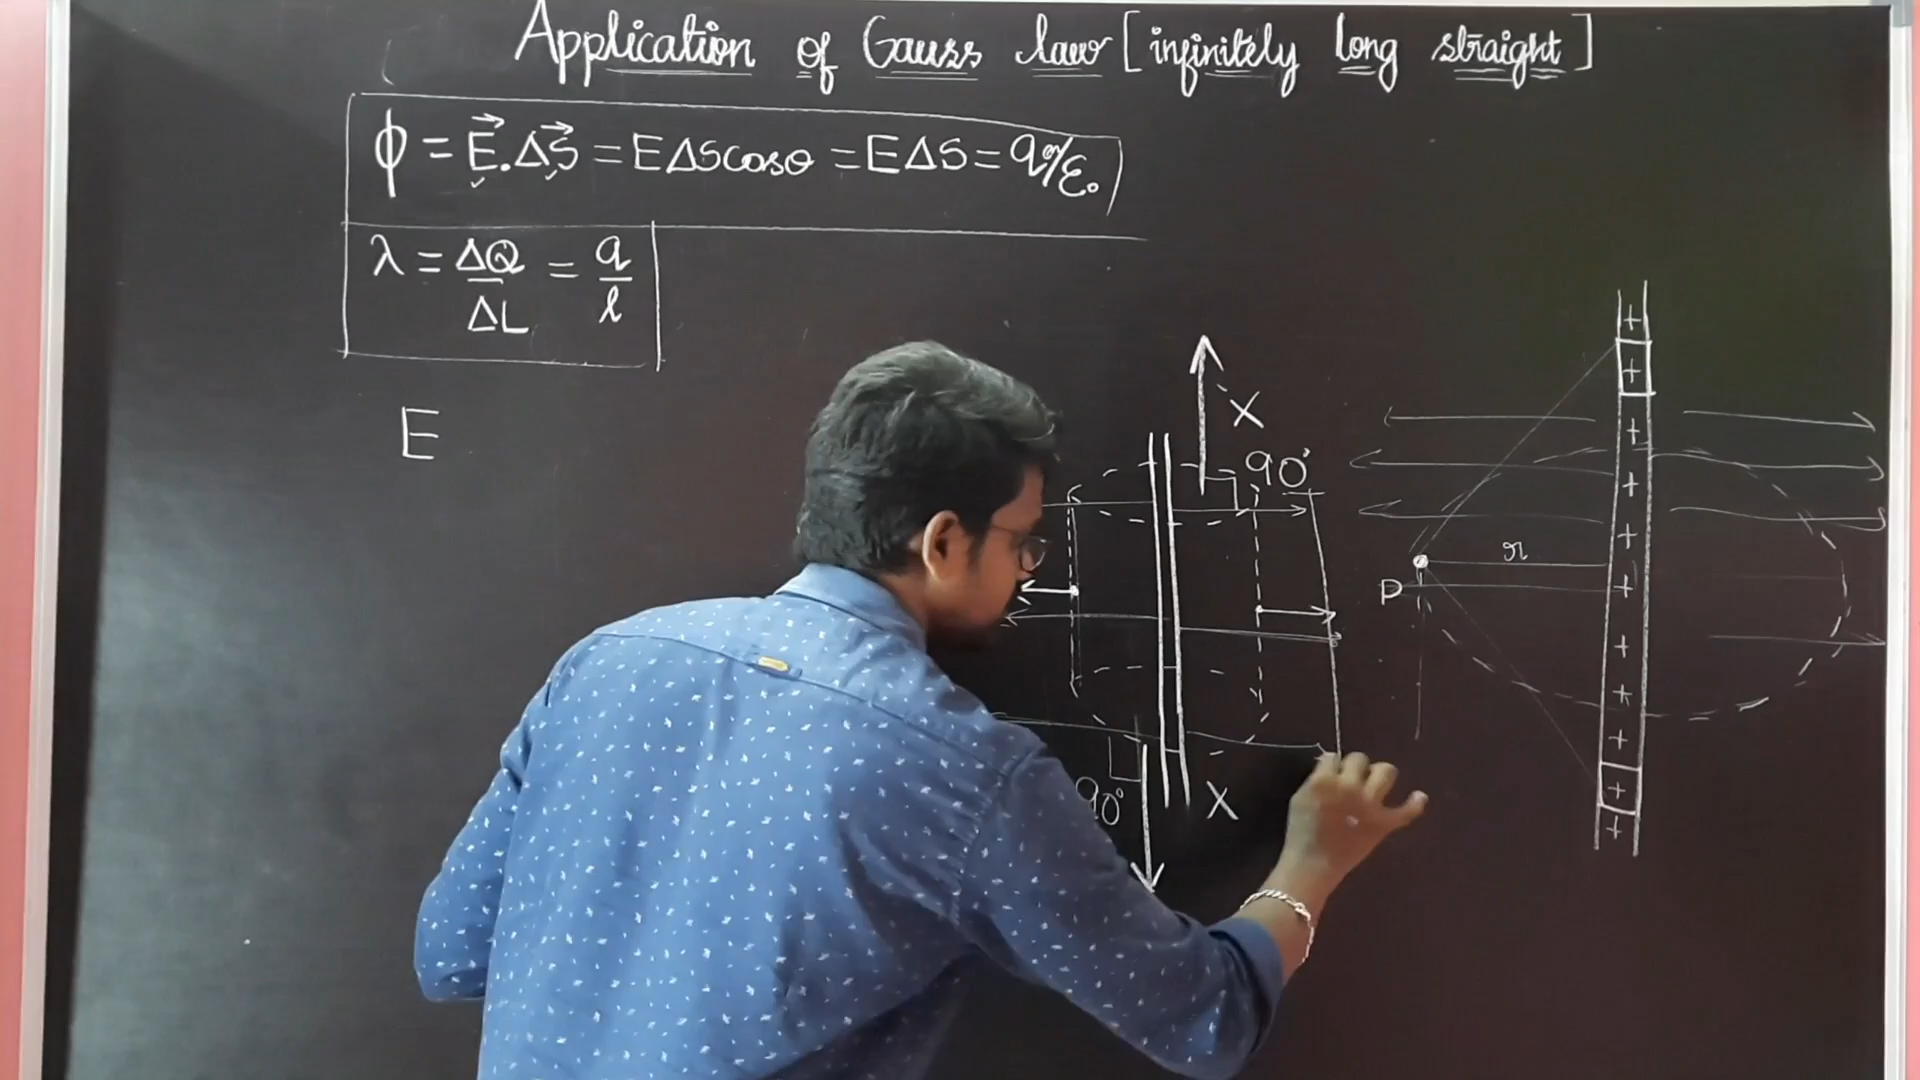 Application of Gauss law [infinitely long straight]
ϕ = E⃗.ΔS⃗ = EΔScosθ = EΔS = q/ε₀
λ = ΔQ/ΔL = q/l
E
X
90°
r
P
90°
X
+
+
+
+
+
+
+
+
+
+
+